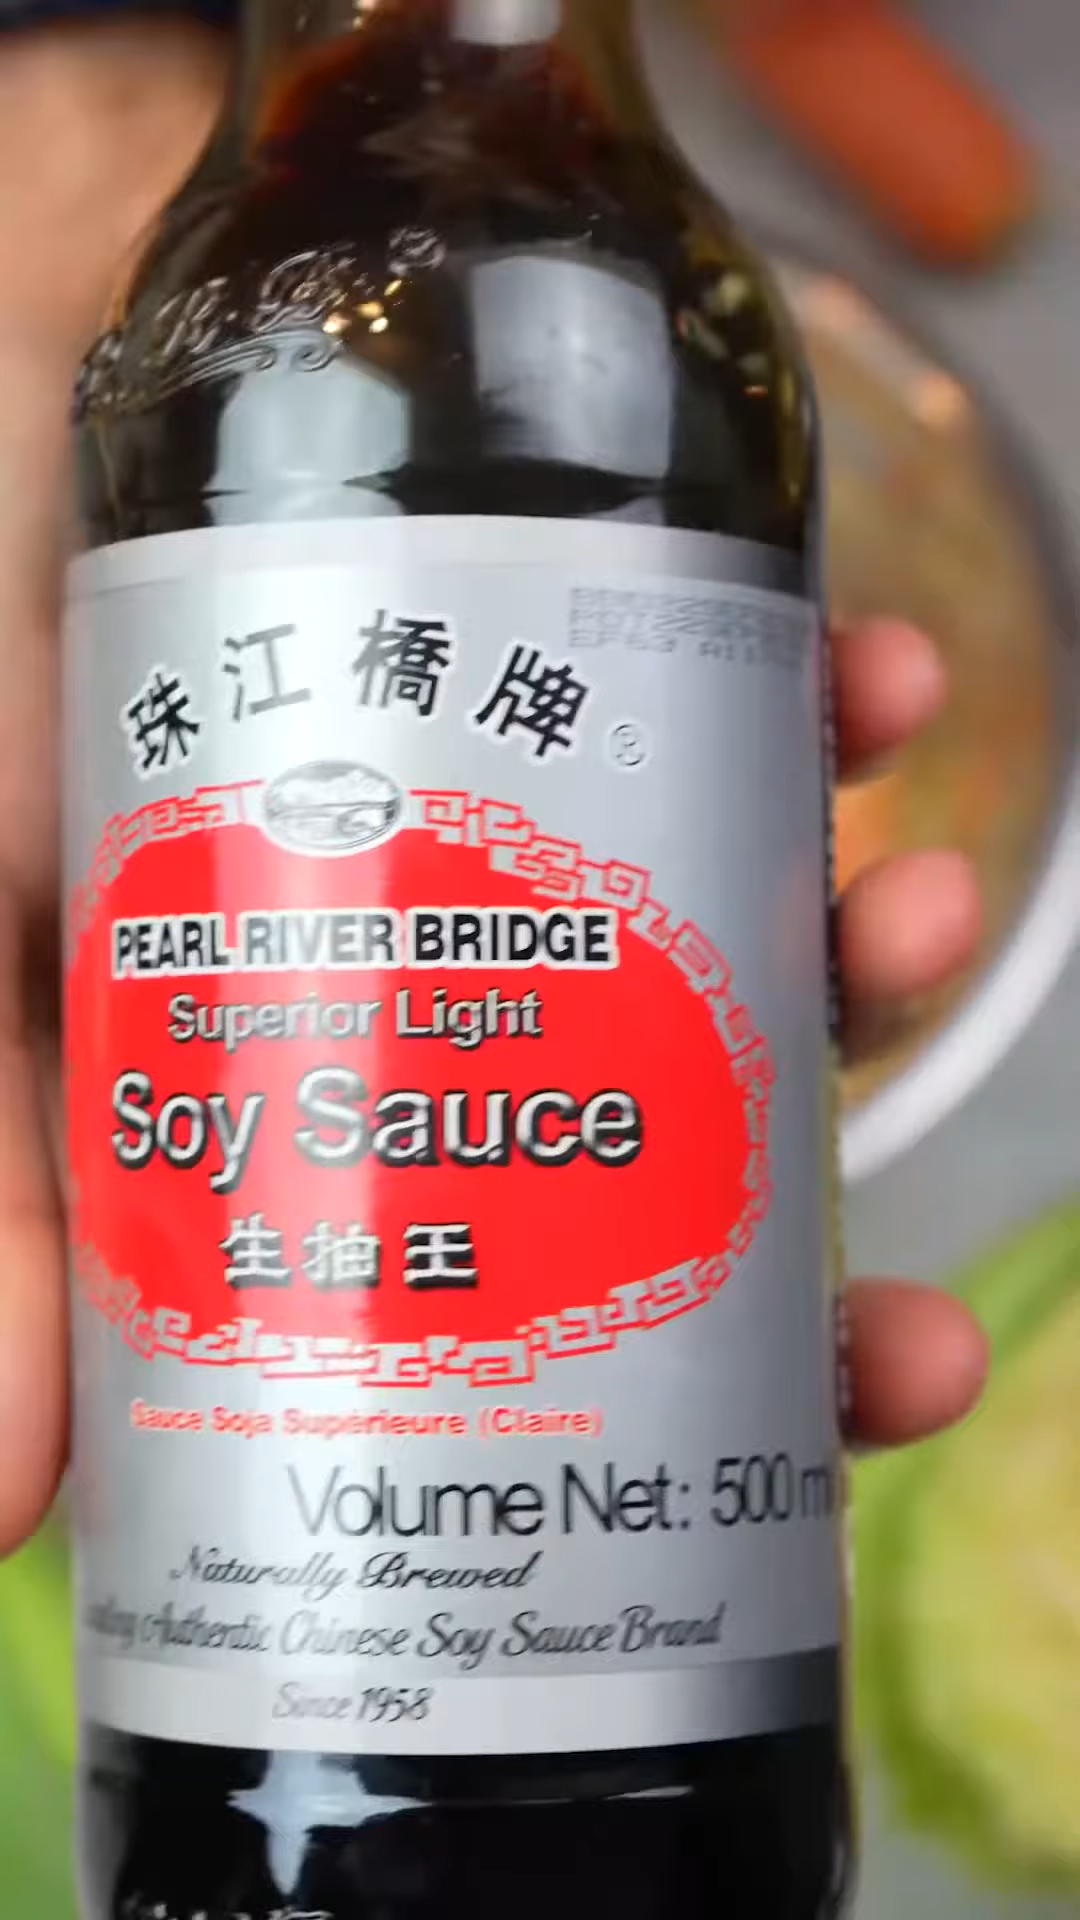 珠江橋牌 ®
PEARL RIVER BRIDGE
Superior Light
Soy Sauce
生抽王
Sauce Soja Supérieure (Claire)
Volume Net: 500 m
Naturally Brewed
Authentic Chinese Soy Sauce Brand
Since 1958